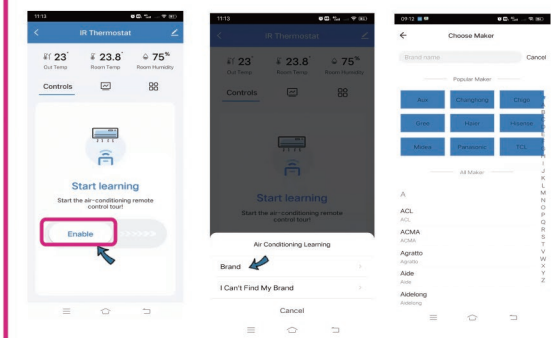 11:13
IR Thermostat
23°
23.8°
75%
Out Temp
Room Temp
Room Humidity
Controls
Start learning
Start the air-conditioning remote
control tour!
Enable
11:13
IR Thermostat
23°
23.8°
75%
Out Temp
Room Temp
Room Humidity
Controls
Start learning
Start the air-conditioning remote
control tour!
Air Conditioning Learning
Brand
I Can't Find My Brand
Cancel
09:12
Choose Maker
Brand name
Cancel
Popular Maker
Aux
Changhong
Chigo
Gree
Haier
Hisense
Midea
Panasonic
TCL
All Maker
A
ACL
ACL
ACMA
ACMA
Agratto
Agratto
Aide
Aide
Aidelong
Aidelong
I
J
K
L
M
N
O
P
Q
R
S
T
V
W
X
Y
Z